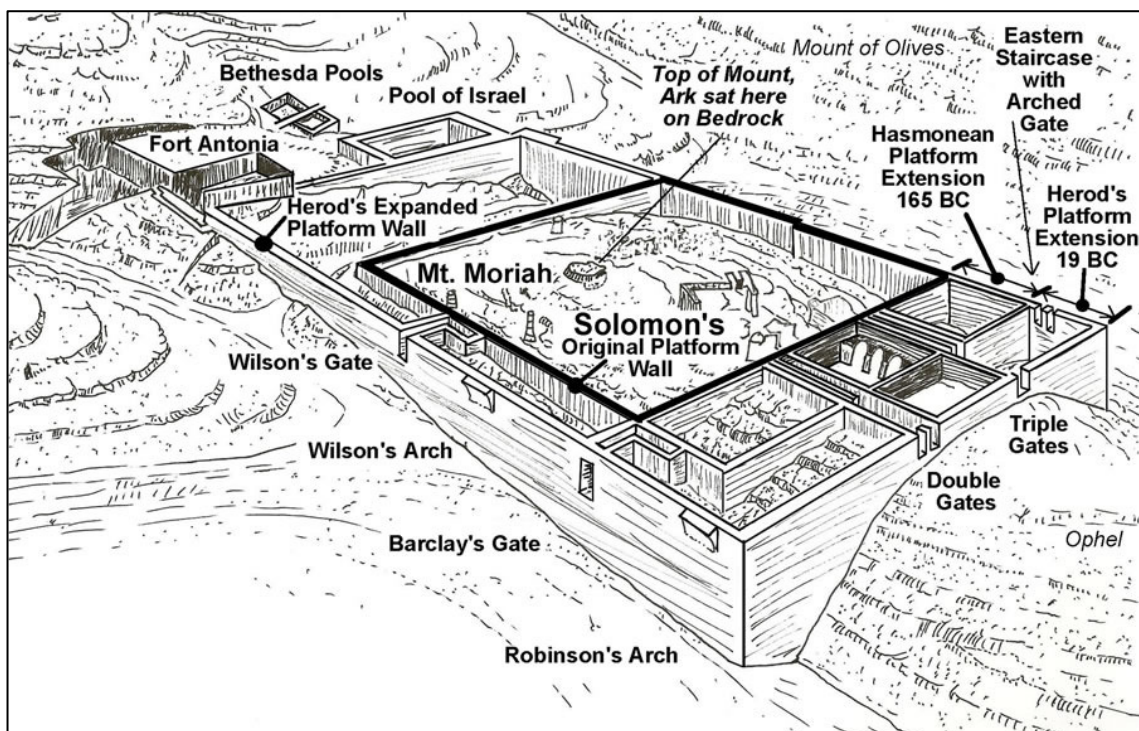 Mount of Olives
Eastern
Staircase
with
Arched
Gate
Bethesda Pools
Pool of Israel
Top of Mount,
Ark sat here
on Bedrock
Hasmonean
Platform
Extension
165 BC
Fort Antonia
Herod's
Platform
Extension
19 BC
Herod's Expanded
Platform Wall
Mt. Moriah
Solomon's
Original Platform
Wall
Wilson's Gate
Triple
Gates
Wilson's Arch
Double
Gates
Barclay's Gate
Ophel
Robinson's Arch